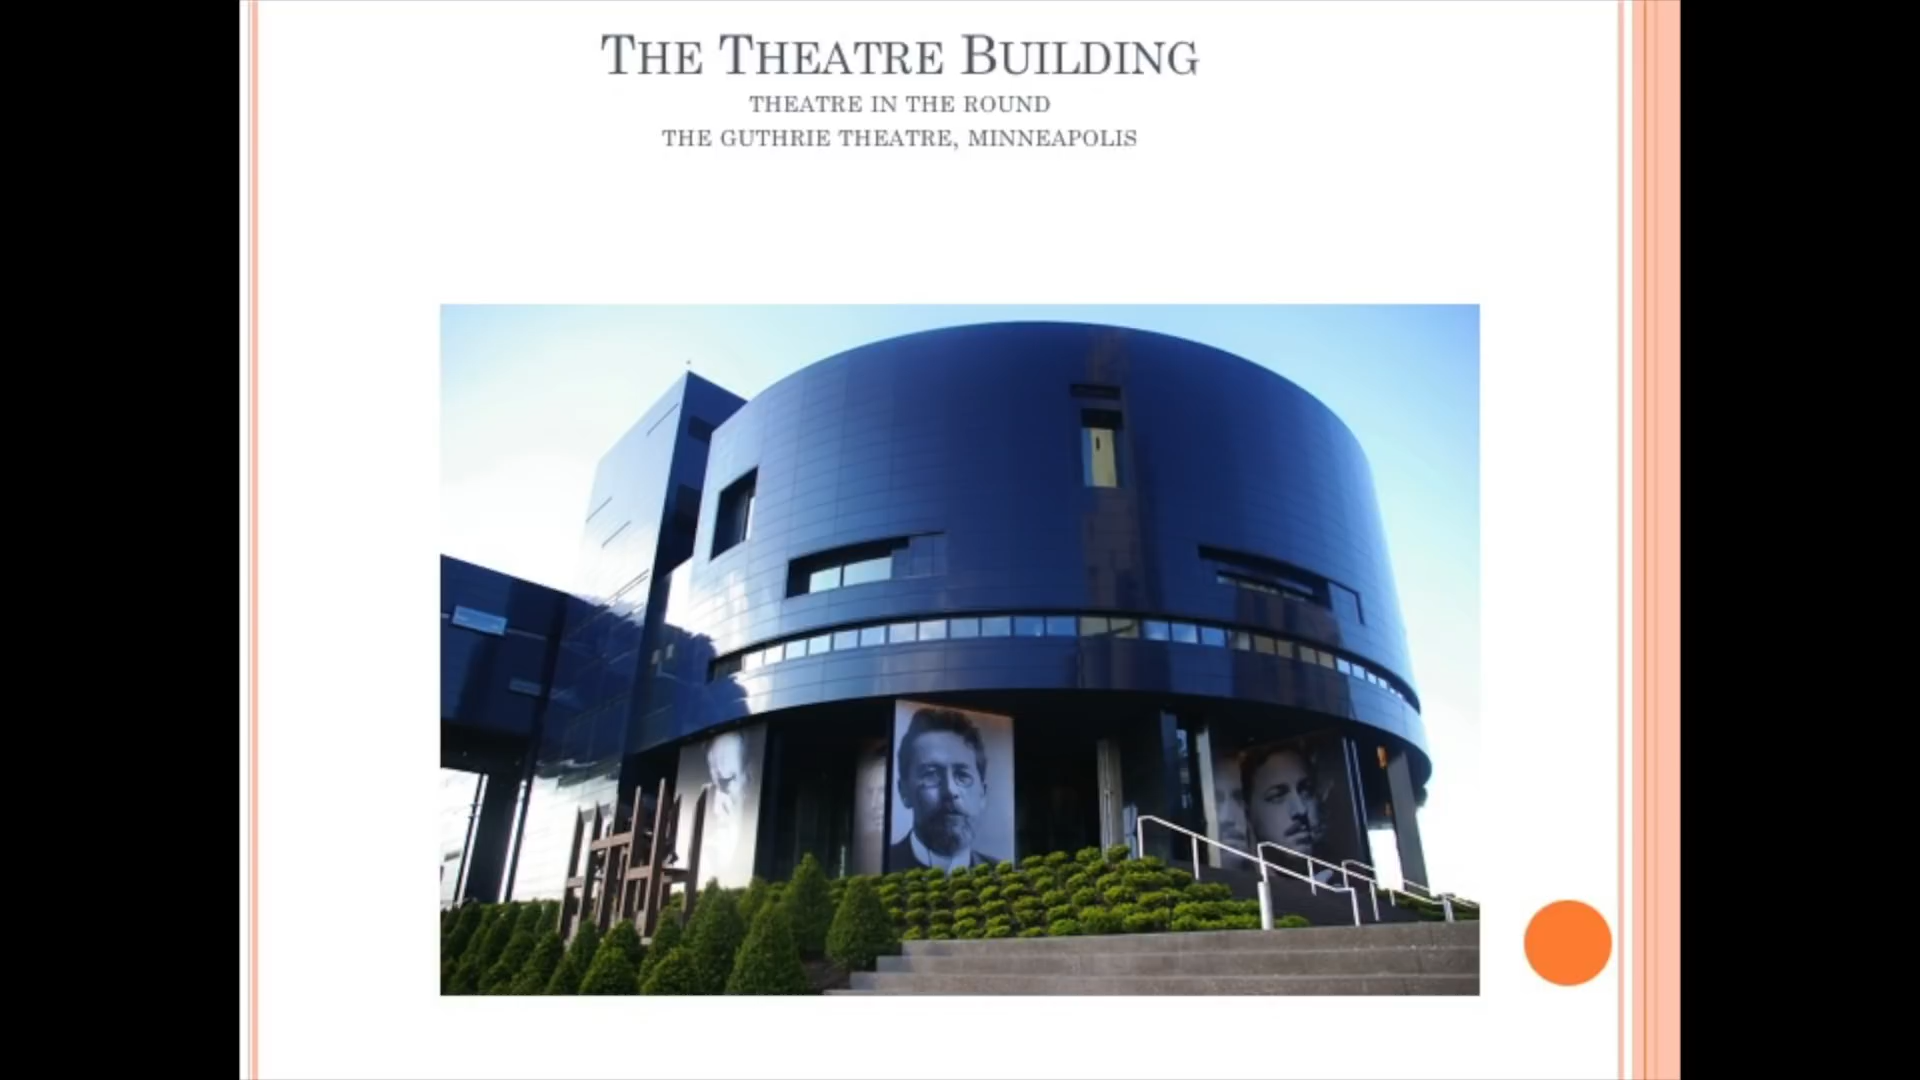 THE THEATRE BUILDING
THEATRE IN THE ROUND
THE GUTHRIE THEATRE, MINNEAPOLIS